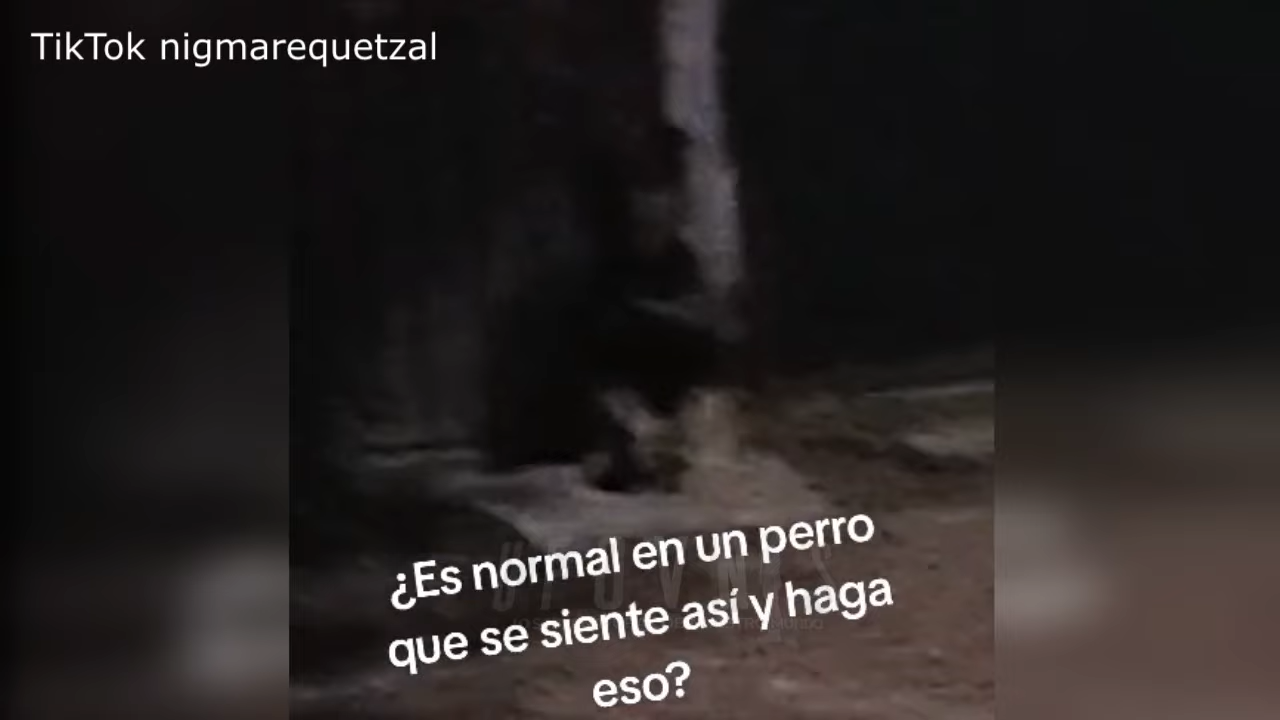 TikTok nigmarequetzal
¿Es normal en un perro
que se siente así y haga
eso?